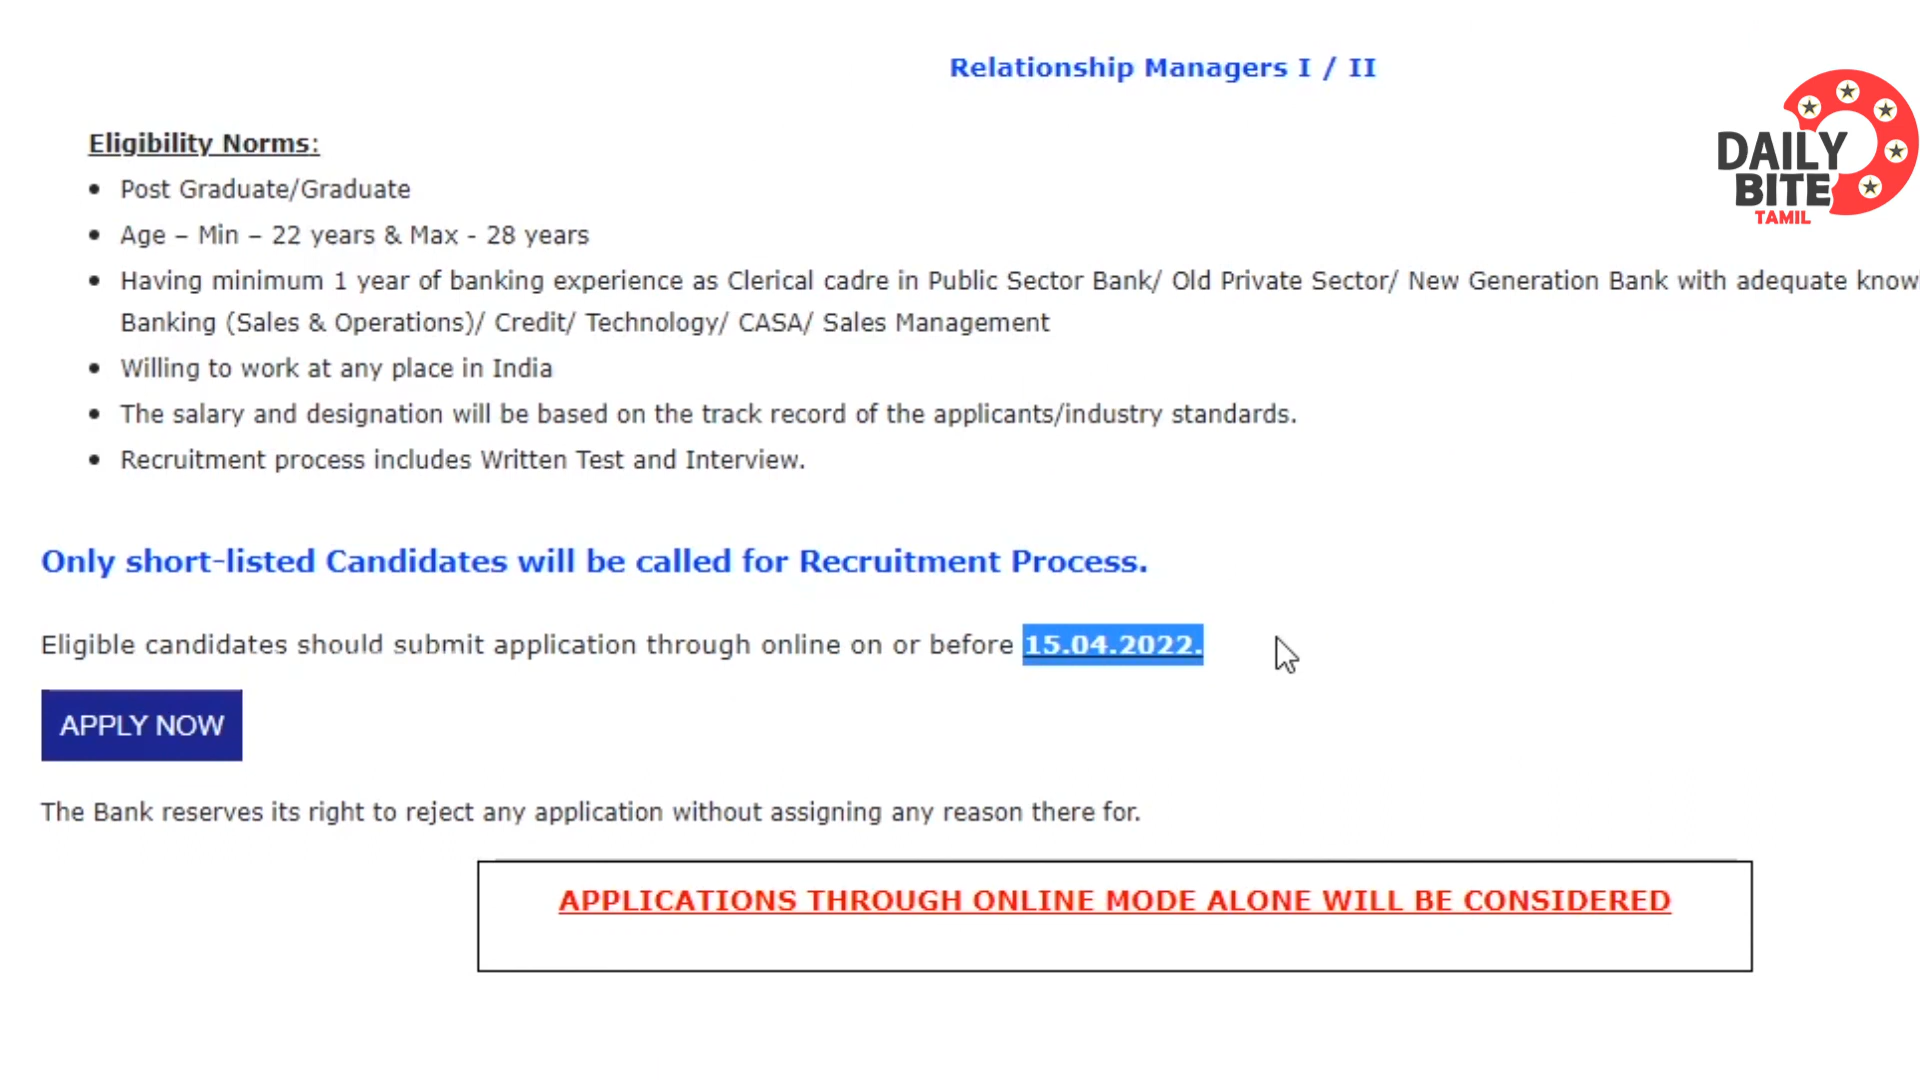 Relationship Managers I / II
DAILY
BITE
TAMIL
Eligibility Norms:
• Post Graduate/Graduate
• Age – Min – 22 years & Max - 28 years
• Having minimum 1 year of banking experience as Clerical cadre in Public Sector Bank/ Old Private Sector/ New Generation Bank with adequate
Banking (Sales & Operations)/ Credit/ Technology/ CASA/ Sales Management
• Willing to work at any place in India
• The salary and designation will be based on the track record of the applicants/industry standards.
• Recruitment process includes Written Test and Interview.
Only short-listed Candidates will be called for Recruitment Process.
Eligible candidates should submit application through online on or before 15.04.2022.
APPLY NOW
The Bank reserves its right to reject any application without assigning any reason there for.
APPLICATIONS THROUGH ONLINE MODE ALONE WILL BE CONSIDERED